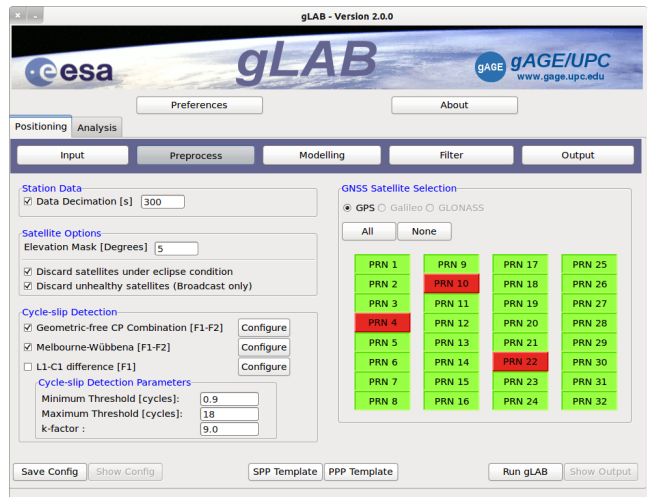 gLAB - Version 2.0.0
esa
gLAB
gAGE
gAGE/UPC
www.gage.upc.edu
Preferences
About
Positioning
Analysis
Input
Preprocess
Modelling
Filter
Output
Station Data
Data Decimation [s]
300
Satellite Options
Elevation Mask [Degrees]
5
Discard satellites under eclipse condition
Discard unhealthy satellites (Broadcast only)
Cycle-slip Detection
Geometric-free CP Combination [F1-F2]
Configure
Melbourne-Wübbena [F1-F2]
Configure
L1-C1 difference [F1]
Configure
Cycle-slip Detection Parameters
Minimum Threshold [cycles]:
0.9
Maximum Threshold [cycles]:
18
k-factor :
9.0
GNSS Satellite Selection
GPS
Galileo
GLONASS
All
None
PRN 1
PRN 9
PRN 17
PRN 25
PRN 2
PRN 10
PRN 18
PRN 26
PRN 3
PRN 11
PRN 19
PRN 27
PRN 4
PRN 12
PRN 20
PRN 28
PRN 5
PRN 13
PRN 21
PRN 29
PRN 6
PRN 14
PRN 22
PRN 30
PRN 7
PRN 15
PRN 23
PRN 31
PRN 8
PRN 16
PRN 24
PRN 32
Save Config
Show Config
SPP Template
PPP Template
Run gLAB
Show Output